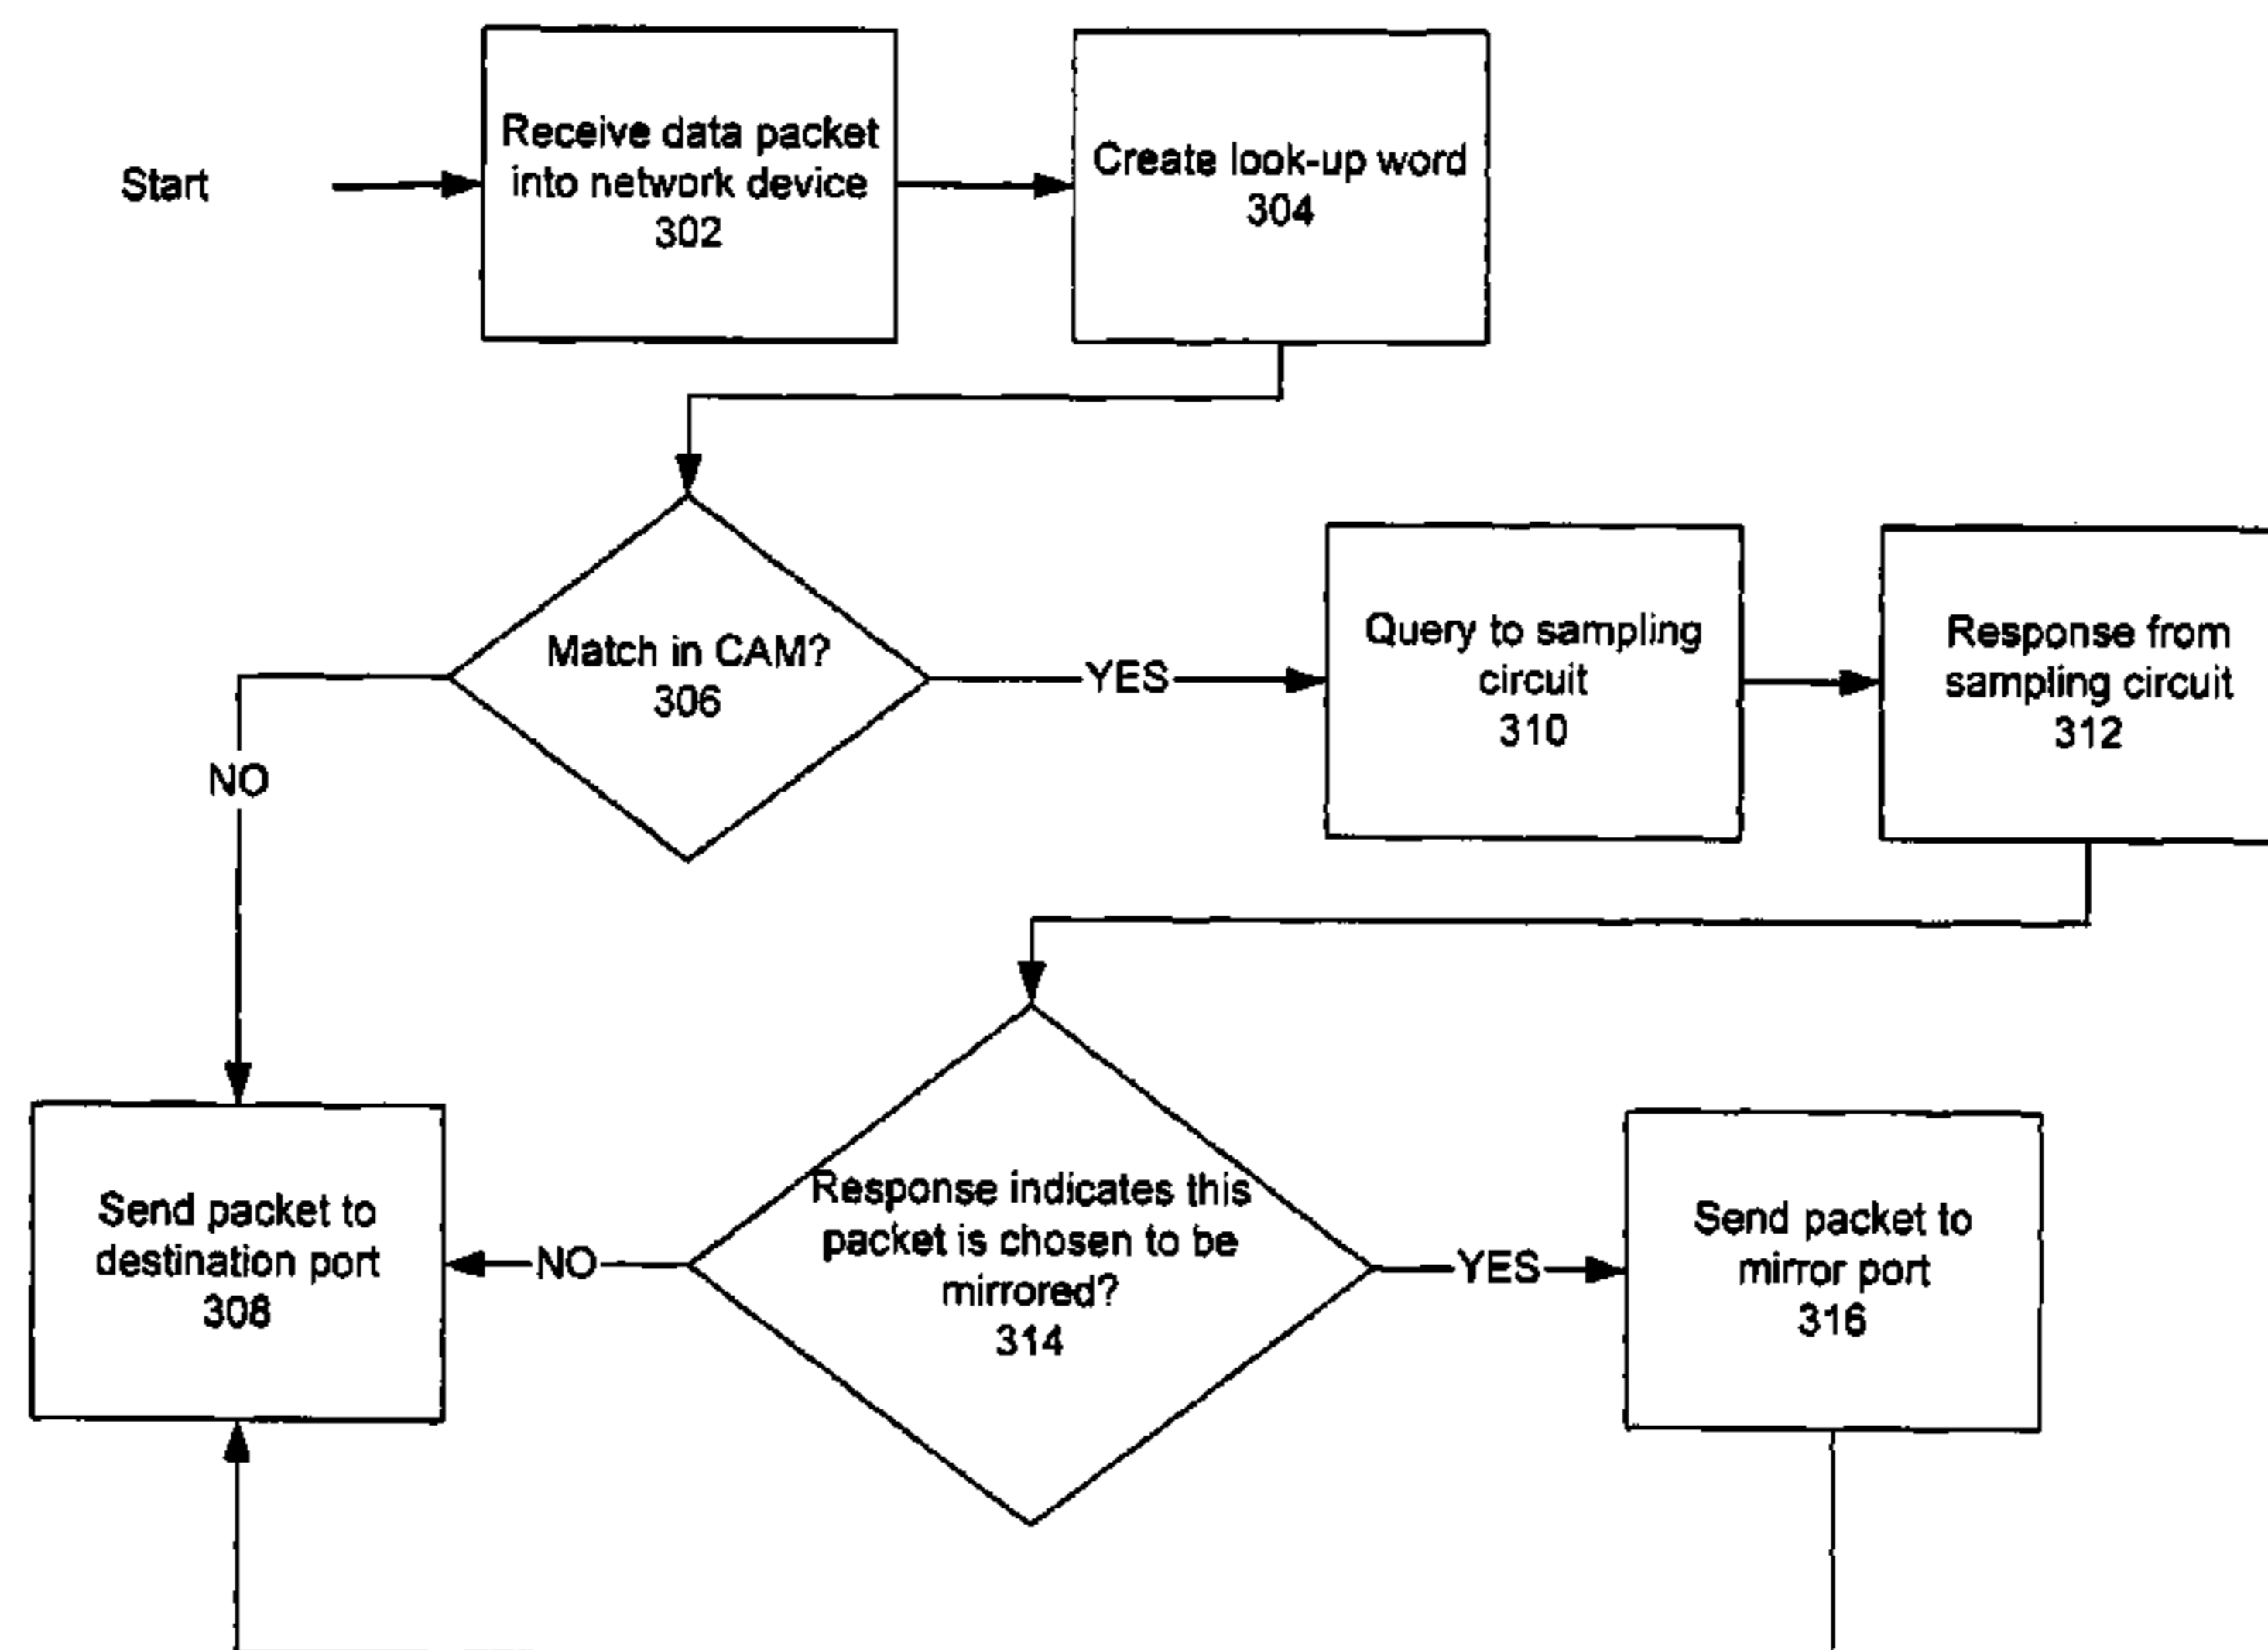 Start
Receive data packet
into network device
302
Create look-up word
304
Match in CAM?
306
YES
Query to sampling
circuit
310
Response from
sampling circuit
312
NO
Send packet to
destination port
308
NO
Response indicates this
packet is chosen to be
mirrored?
314
YES
Send packet to
mirror port
316